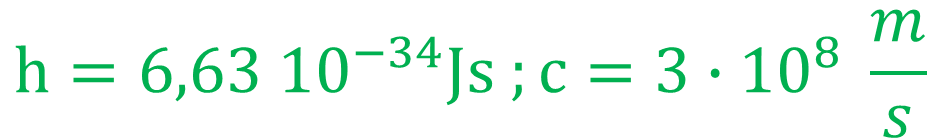 h = 6,63 10⁻³⁴Js ; c = 3 · 10⁸ m/s